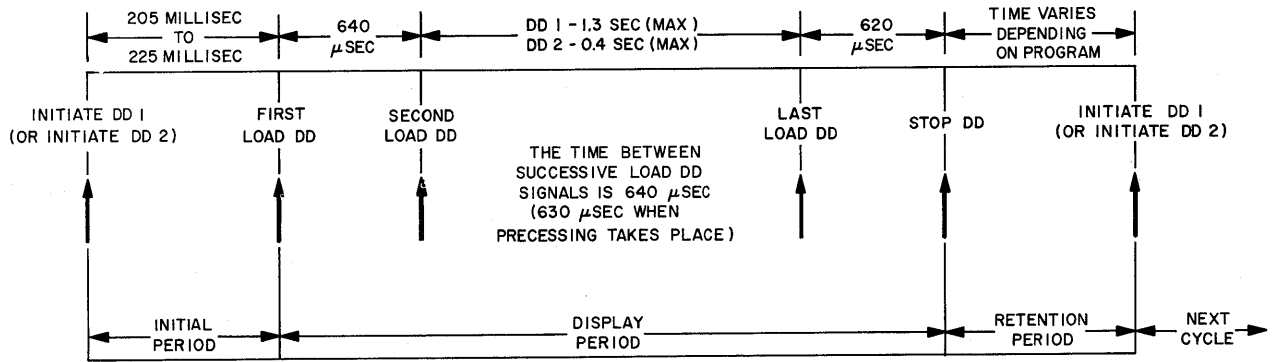 205 MILLISEC
TO
225 MILLISEC
640
μSEC
DD 1 - 1.3 SEC (MAX)
DD 2 - 0.4 SEC (MAX)
620
μSEC
TIME VARIES
DEPENDING
ON PROGRAM
INITIATE DD 1
(OR INITIATE DD 2)
FIRST
LOAD DD
SECOND
LOAD DD
LAST
LOAD DD
STOP DD
INITIATE DD 1
(OR INITIATE DD 2)
THE TIME BETWEEN
SUCCESSIVE LOAD DD
SIGNALS IS 640 μSEC
(630 μSEC WHEN
PRECESSING TAKES PLACE)
INITIAL
PERIOD
DISPLAY
PERIOD
RETENTION
PERIOD
NEXT
CYCLE